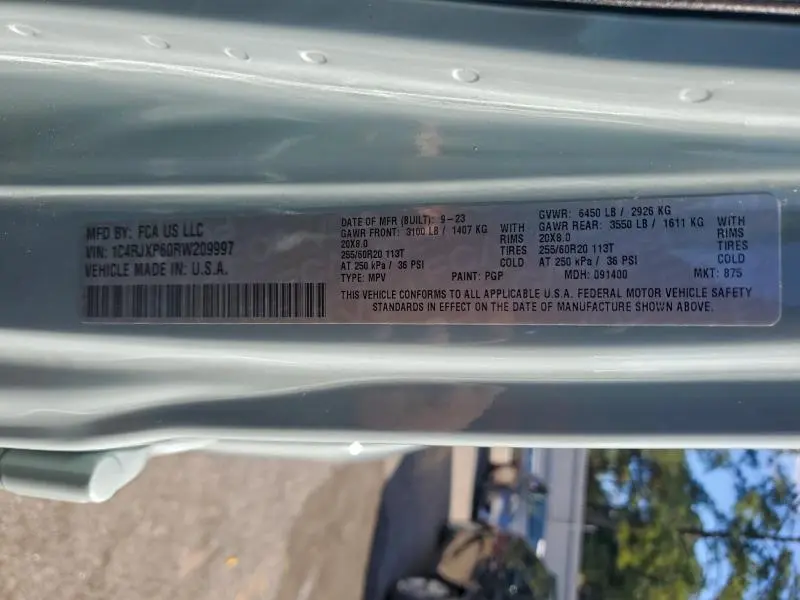 MFD BY: FCA US LLC
VIN: 1C4RJXP60RW209997
VEHICLE MADE IN: U.S.A.
DATE OF MFR (BUILT): 9-23
GAWR FRONT: 3100 LB / 1407 KG WITH
20X8.0 RIMS
255/60R20 113T TIRES
AT 250 kPa / 36 PSI COLD
GVWR: 6450 LB / 2926 KG
GAWR REAR: 3550 LB / 1611 KG WITH
20X8.0 RIMS
255/60R20 113T TIRES
AT 250 kPa / 36 PSI COLD
TYPE: MPV PAINT: PGP MDH: 091400 MKT: 875
THIS VEHICLE CONFORMS TO ALL APPLICABLE U.S.A. FEDERAL MOTOR VEHICLE SAFETY
STANDARDS IN EFFECT ON THE DATE OF MANUFACTURE SHOWN ABOVE.